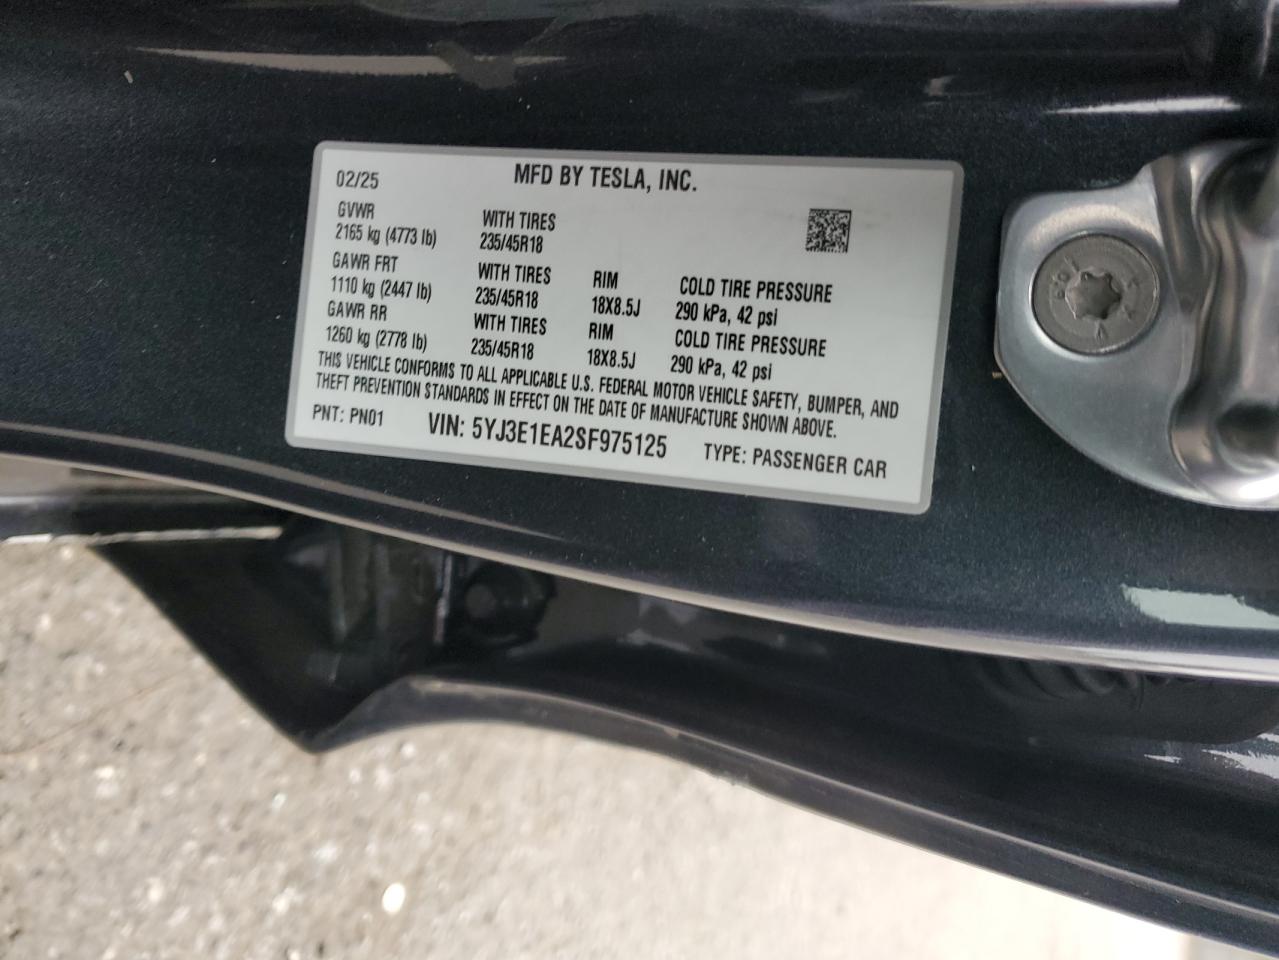 02/25 MFD BY TESLA, INC.
GVWR WITH TIRES
2165 kg (4773 lb) 235/45R18
GAWR FRT WITH TIRES RIM COLD TIRE PRESSURE
1110 kg (2447 lb) 235/45R18 18X8.5J 290 kPa, 42 psi
GAWR RR WITH TIRES RIM COLD TIRE PRESSURE
1260 kg (2778 lb) 235/45R18 18X8.5J 290 kPa, 42 psi
THIS VEHICLE CONFORMS TO ALL APPLICABLE U.S. FEDERAL MOTOR VEHICLE SAFETY, BUMPER, AND
THEFT PREVENTION STANDARDS IN EFFECT ON THE DATE OF MANUFACTURE SHOWN ABOVE.
PNT: PN01 VIN: 5YJ3E1EA2SF975125 TYPE: PASSENGER CAR